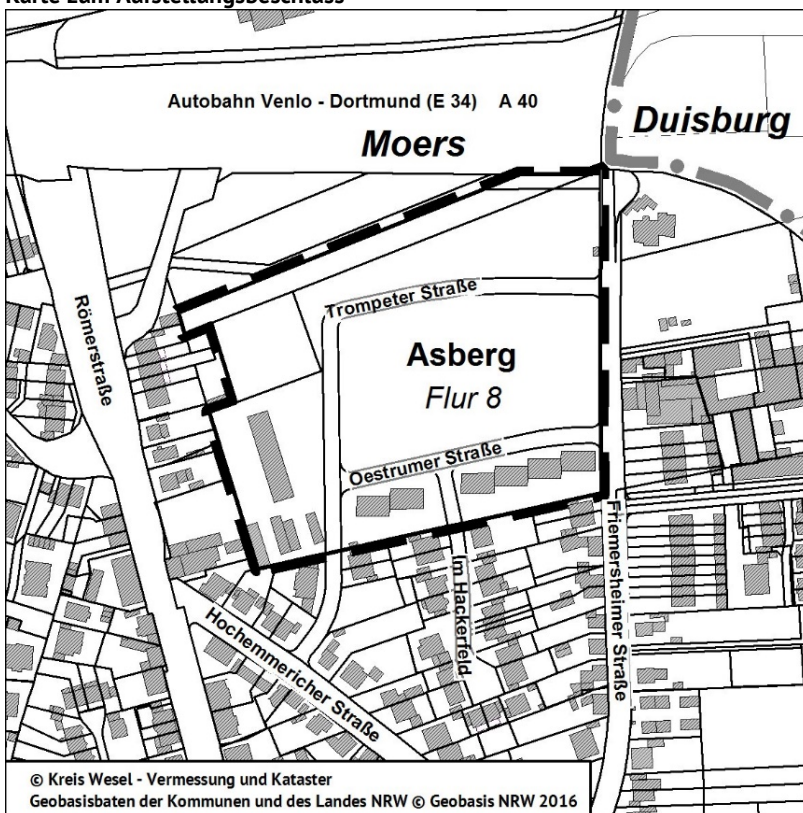 Karte zum Aufstellungsbeschluss
Autobahn Venlo - Dortmund (E 34) A 40
Moers
Duisburg
Römerstraße
Trompeter Straße
Asberg
Flur 8
Oestrumer Straße
Im Hackerfeld
Friemersheimer Straße
Hochemmericher Straße
© Kreis Wesel - Vermessung und Kataster
Geobasisbaten der Kommunen und des Landes NRW © Geobasis NRW 2016